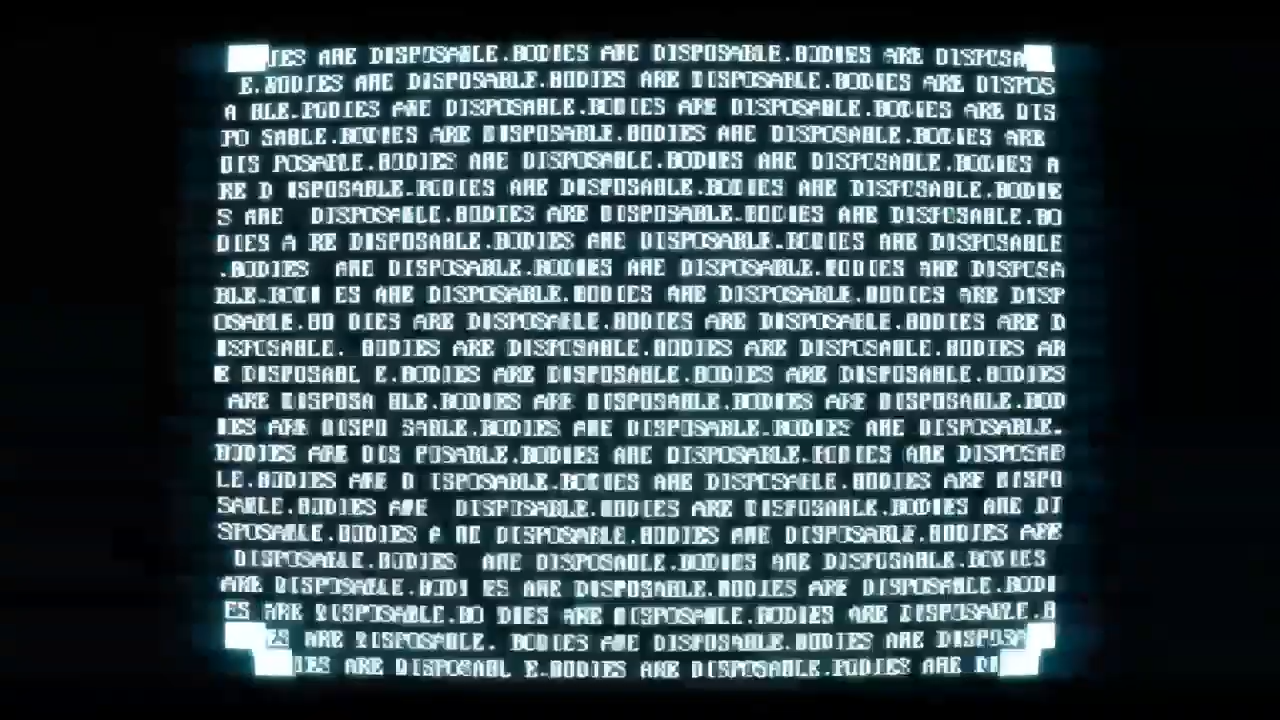 IES ARE DISPOSABLE.BODIES ARE DISPOSABLE.BODIES ARE DISPOSA
E.BODIES ARE DISPOSABLE.BODIES ARE DISPOSABLE.BODIES ARE DISPOS
A BLE.BODIES ARE DISPOSABLE.BODIES ARE DISPOSABLE.BODIES ARE DIS
PO SABLE.BODIES ARE DISPOSABLE.BODIES ARE DISPOSABLE.BODIES ARE
DIS POSABLE.BODIES ARE DISPOSABLE.BODIES ARE DISPOSABLE.BODIES A
RE D ISPOSABLE.BODIES ARE DISPOSABLE.BODIES ARE DISPOSABLE.BODIE
S ARE  DISPOSABLE.BODIES ARE DISPOSABLE.BODIES ARE DISPOSABLE.BO
DIES A RE DISPOSABLE.BODIES ARE DISPOSABLE.BODIES ARE DISPOSABLE
.BODIES  ARE DISPOSABLE.BODIES ARE DISPOSABLE.BODIES ARE DISPOSA
BLE.BODI ES ARE DISPOSABLE.BODIES ARE DISPOSABLE.BODIES ARE DISP
OSABLE.BO DIES ARE DISPOSABLE.BODIES ARE DISPOSABLE.BODIES ARE D
ISPOSABLE. BODIES ARE DISPOSABLE.BODIES ARE DISPOSABLE.BODIES AR
E DISPOSABL E.BODIES ARE DISPOSABLE.BODIES ARE DISPOSABLE.BODIES
ARE DISPOSA BLE.BODIES ARE DISPOSABLE.BODIES ARE DISPOSABLE.BOD
IES ARE DISPO SABLE.BODIES ARE DISPOSABLE.BODIES ARE DISPOSABLE.
BODIES ARE DIS POSABLE.BODIES ARE DISPOSABLE.BODIES ARE DISPOSAB
LE.BODIES ARE D ISPOSABLE.BODIES ARE DISPOSABLE.BODIES ARE DISPO
SABLE.BODIES ARE  DISPOSABLE.BODIES ARE DISPOSABLE.BODIES ARE DI
SPOSABLE.BODIES A RE DISPOSABLE.BODIES ARE DISPOSABLE.BODIES ARE
DISPOSABLE.BODIES  ARE DISPOSABLE.BODIES ARE DISPOSABLE.BODIES
ARE DISPOSABLE.BODI ES ARE DISPOSABLE.BODIES ARE DISPOSABLE.BODI
ES ARE DISPOSABLE.BO DIES ARE DISPOSABLE.BODIES ARE DISPOSABLE.B
ES ARE DISPOSABLE. BODIES ARE DISPOSABLE.BODIES ARE DISPOSA
IES ARE DISPOSABL E.BODIES ARE DISPOSABLE.BODIES ARE DI